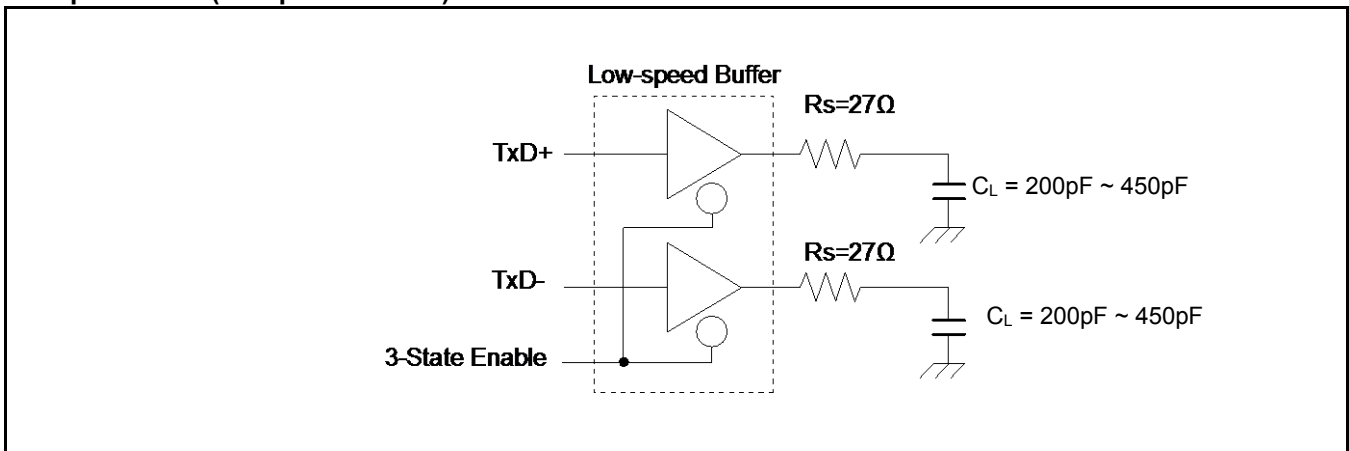 Low-speed Buffer
Rs=27Ω
TxD+
CL = 200pF ~ 450pF
Rs=27Ω
TxD-
CL = 200pF ~ 450pF
3-State Enable